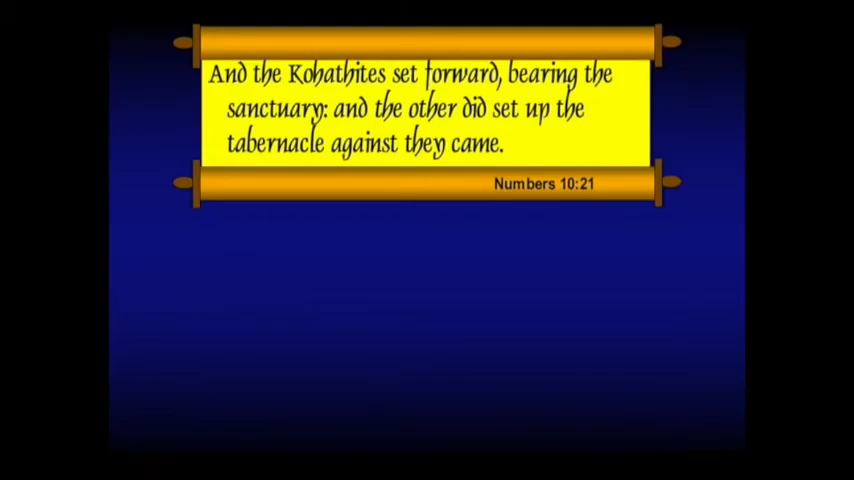 And the Kohathites set forward, bearing the
sanctuary: and the other did set up the
tabernacle against they came.
Numbers 10:21